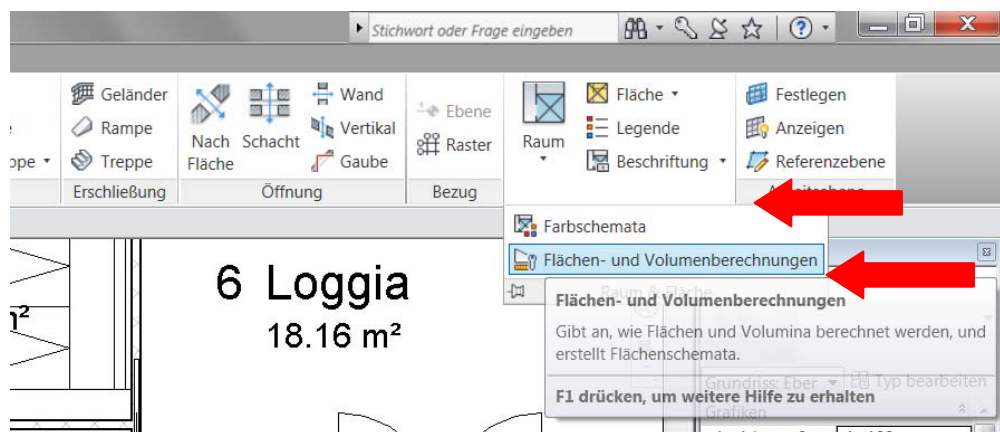 Stichwort oder Frage eingeben
Geländer
Rampe
ppe
Treppe
Erschließung
Nach Fläche
Schacht
Wand
Vertikal
Gaube
Öffnung
Ebene
Raster
Bezug
Raum
Fläche
Legende
Beschriftung
Festlegen
Anzeigen
Referenzebene
Farbschemata
Flächen- und Volumenberechnungen
Raum & Fläche
6 Loggia
18.16 m²
Flächen- und Volumenberechnungen
Gibt an, wie Flächen und Volumina berechnet werden, und
erstellt Flächenschemata.
F1 drücken, um weitere Hilfe zu erhalten
Grundriss: Eber
Typ bearbeiten
Grafiken